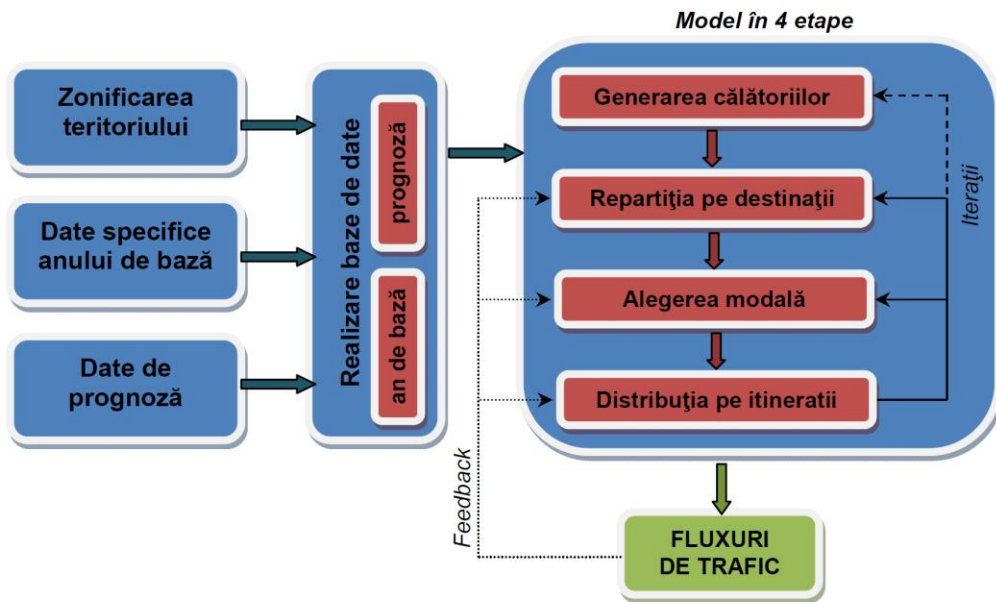 Model în 4 etape
Zonificarea
teritoriului
Date specifice
anului de bază
Date de
prognoză
Realizare baze de date
prognoză
an de bază
Generarea călătoriilor
Repartiţia pe destinaţii
Alegerea modală
Distribuţia pe itineratii
Iteraţii
Feedback
FLUXURI
DE TRAFIC